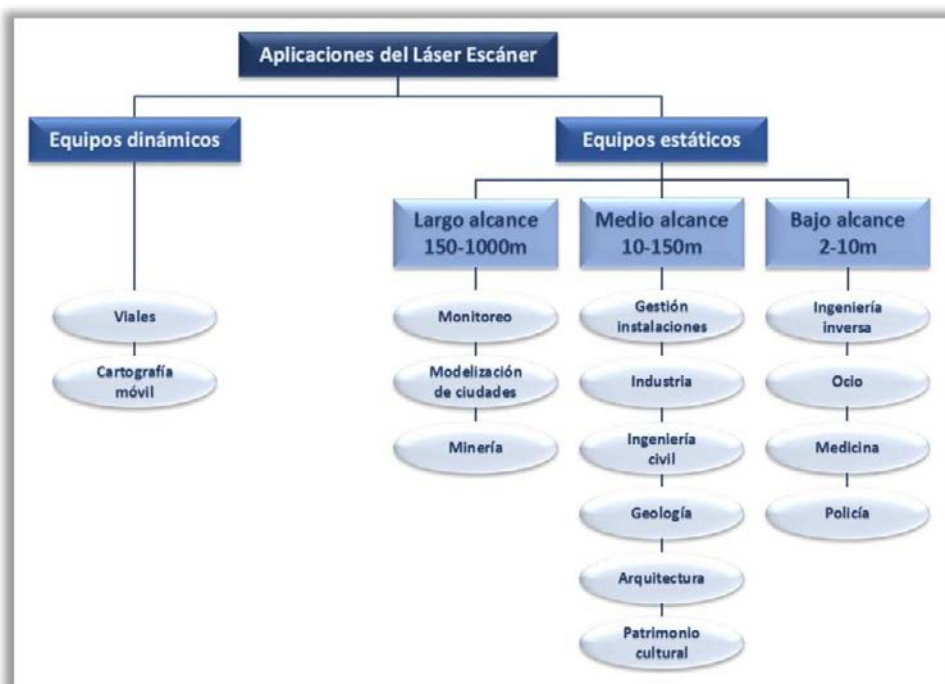 Aplicaciones del Láser Escáner
Equipos dinámicos
Viales
Cartografía
móvil
Equipos estáticos
Largo alcance
150-1000m
Monitoreo
Modelización
de ciudades
Minería
Medio alcance
10-150m
Gestión
instalaciones
Industria
Ingeniería
civil
Geología
Arquitectura
Patrimonio
cultural
Bajo alcance
2-10m
Ingeniería
inversa
Ocio
Medicina
Policía